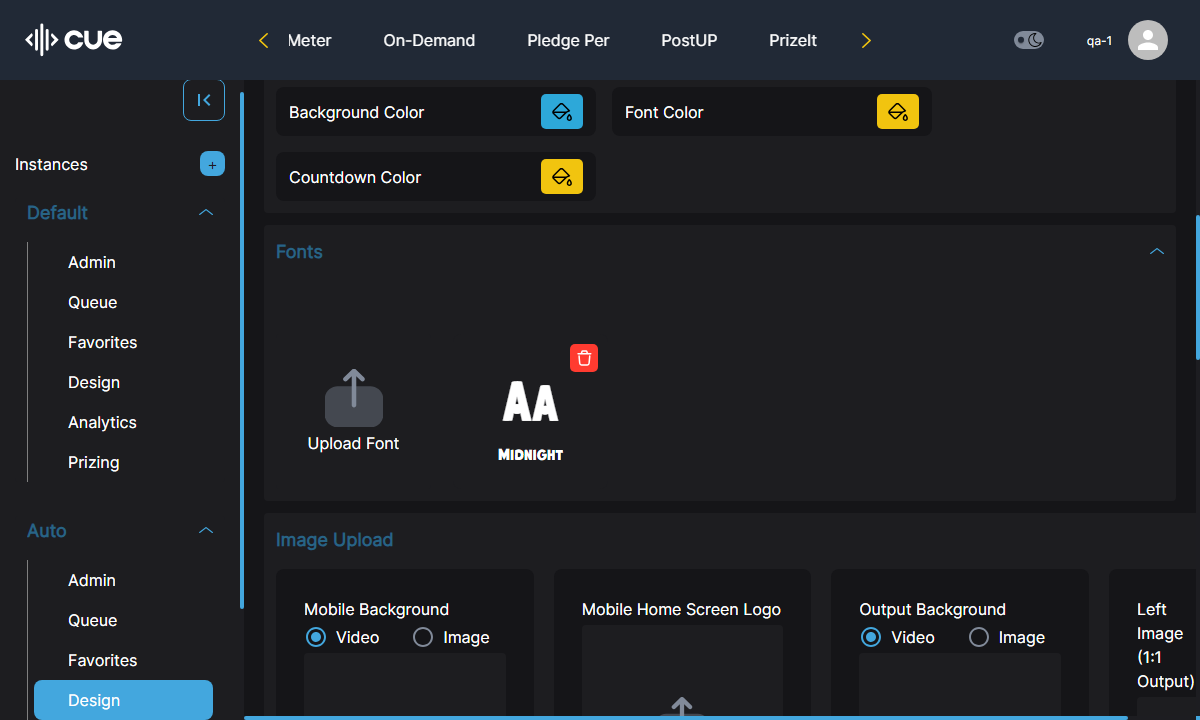 cue
Meter
On-Demand
Pledge Per
PostUP
PrizeIt
qa-1
Instances
+
Default
Admin
Queue
Favorites
Design
Analytics
Prizing
Auto
Admin
Queue
Favorites
Design
Background Color
Font Color
Countdown Color
Fonts
Upload Font
AA
MIDNIGHT
Image Upload
Mobile Background
Video
Image
Mobile Home Screen Logo
Output Background
Video
Image
Left
Image
(1:1
Output)